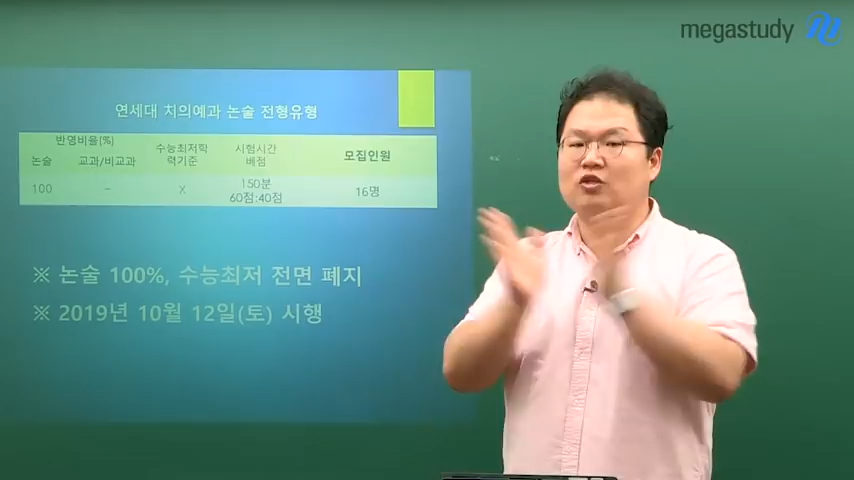 megastudy
연세대 치의예과 논술 전형유형
반영비율(%)
논술 교과/비교과
수능최저학
력기준
시험시간
배점
모집인원
100 - X 150분
60점:40점 16명
※ 논술 100%, 수능최저 전면 폐지
※ 2019년 10월 12일(토) 시행